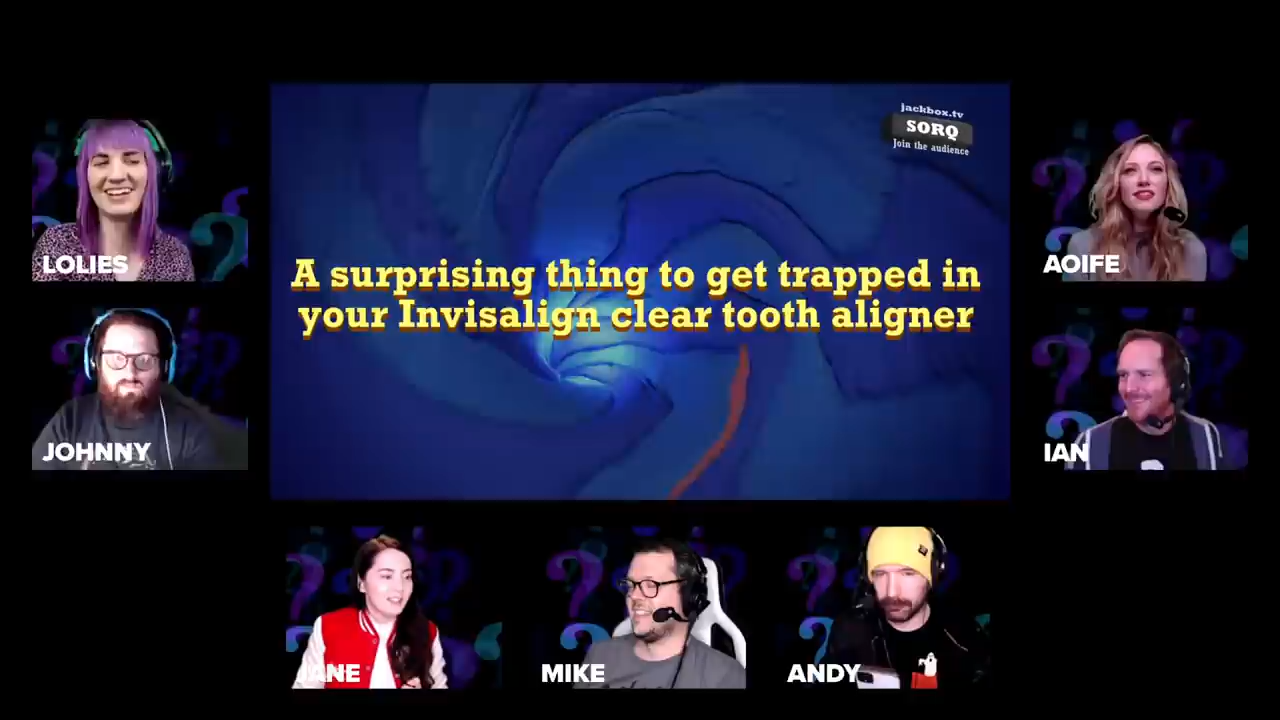 jackbox.tv
SORQ
Join the audience
A surprising thing to get trapped in
your Invisalign clear tooth aligner
LOLIES
AOIFE
JOHNNY
IAN
JANE
MIKE
ANDY